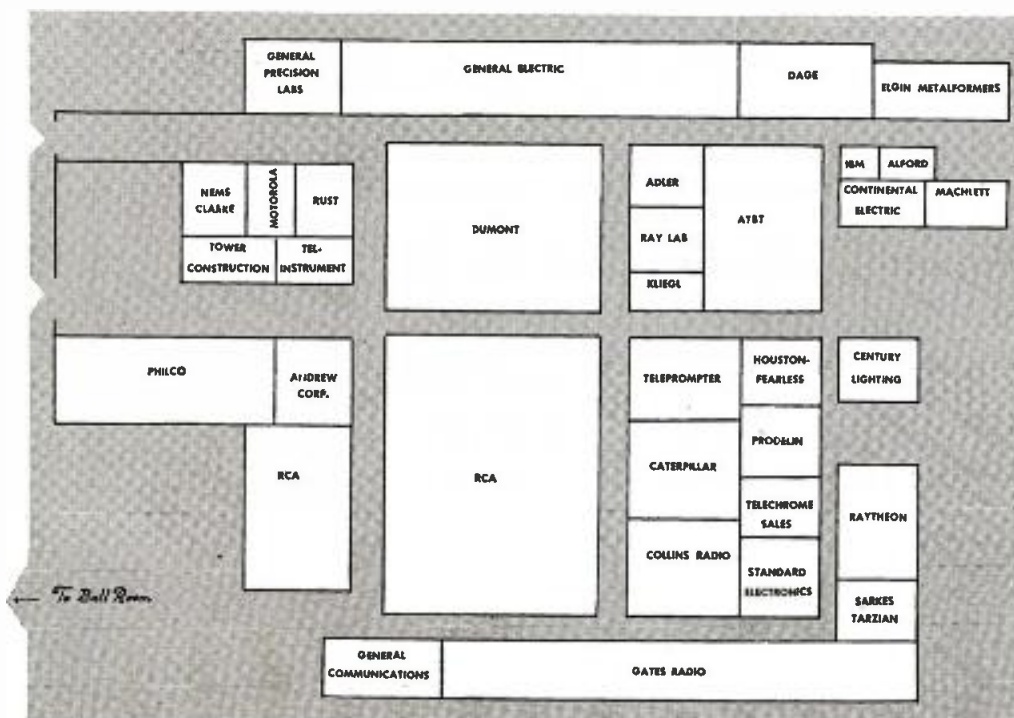 GENERAL
PRECISION
LABS
GENERAL ELECTRIC
DAGE
ELGIN METALFORMERS
NEMS
CLARKE
MOTOROLA
RUST
TOWER
CONSTRUCTION
TEL-
INSTRUMENT
DUMONT
ADLER
RAY LAB
KLIEGL
AT&T
IBM
ALFORD
CONTINENTAL
ELECTRIC
MACHLETT
PHILCO
ANDREW
CORP.
RCA
RCA
TELEPROMPTER
HOUSTON-
FEARLESS
CENTURY
LIGHTING
CATERPILLAR
PRODELIN
TELECHROME
SALES
COLLINS RADIO
STANDARD
ELECTRONICS
RAYTHEON
SARKES
TARZIAN
To Ball Room
GENERAL
COMMUNICATIONS
GATES RADIO